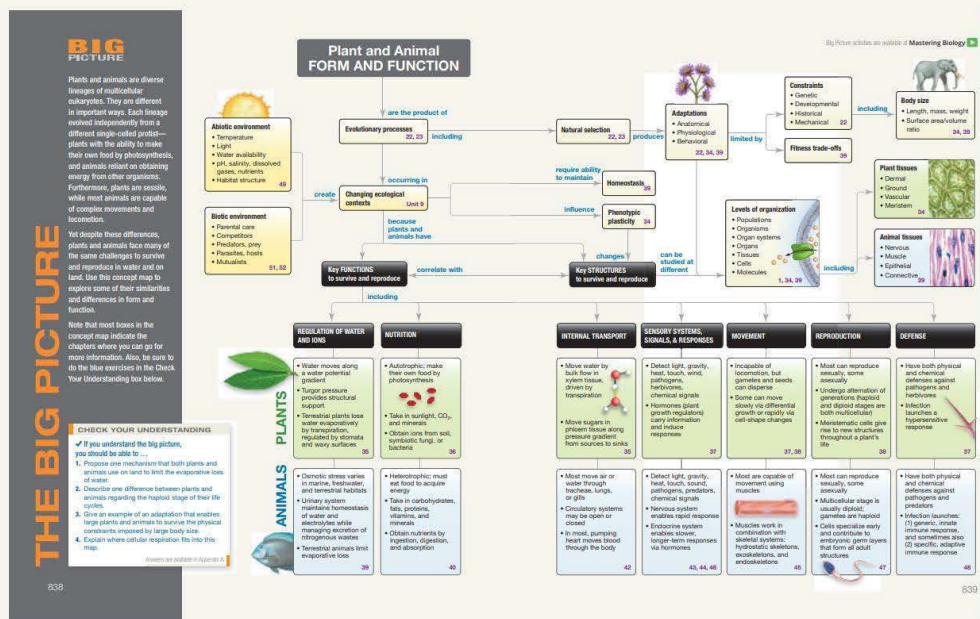 BIG
PICTURE
Plants and animals are diverse
lineages of multicellular
eukaryotes. They are different
in important ways. Each lineage
evolved independently from a
different single-celled protist—
plants with the ability to make
their own food by photosynthesis,
and animals reliant on obtaining
energy from other organisms.
Furthermore, plants are sessile,
while most animals are capable
of complex movements and
locomotion.
Yet despite these differences,
plants and animals face many of
the same challenges to survive
and reproduce in water and on
land. Use this concept map to
explore some of their similarities
and differences in form and
function.
Note that most boxes in the
concept map indicate the
chapters where you can go for
more information. Also, be sure to
do the blue exercises in the Check
Your Understanding box below.
THE BIG PICTURE
CHECK YOUR UNDERSTANDING
✔ If you understand the big picture,
you should be able to …
1. Propose one mechanism that both plants and
animals use on land to limit the evaporative loss
of water.
2. Describe one difference between plants and
animals regarding the haploid stage of their life
cycles.
3. Give an example of an adaptation that enables
large plants and animals to survive the physical
constraints imposed by large body size.
4. Explain where cellular respiration fits into this
map.
Answers are available in Appendix A
838
Plant and Animal
FORM AND FUNCTION
Big Picture activities are available at Mastering Biology
are the product of
Abiotic environment
• Temperature
• Light
• Water availability
• pH, salinity, dissolved
gases, nutrients
• Habitat structure
49
Biotic environment
• Parental care
• Competitors
• Predators, prey
• Parasites, hosts
• Mutualists
51, 52
create
Evolutionary processes
22, 23
including
occurring in
Changing ecological
contexts
Unit 9
because
plants and
animals have
Natural selection
22, 23
produces
require ability
to maintain
Homeostasis
39
influence
Phenotypic
plasticity 34
changes
Adaptations
• Anatomical
• Physiological
• Behavioral
22, 34, 39
limited by
Constraints
• Genetic
• Developmental
• Historical
• Mechanical 22
Fitness trade-offs
39
including
Body size
• Length, mass, weight
• Surface area/volume
ratio
34, 39
can be
studied at
different
Levels of organization
• Populations
• Organisms
• Organ systems
• Organs
• Tissues
• Cells
• Molecules
1, 34, 39
including
Plant tissues
• Dermal
• Ground
• Vascular
• Meristem
34
Animal tissues
• Nervous
• Muscle
• Epithelial
• Connective
39
Key FUNCTIONS
to survive and reproduce
correlate with
Key STRUCTURES
to survive and reproduce
including
REGULATION OF WATER
AND IONS
NUTRITION
INTERNAL TRANSPORT
SENSORY SYSTEMS,
SIGNALS, & RESPONSES
MOVEMENT
REPRODUCTION
DEFENSE
PLANTS
• Water moves along
a water potential
gradient
• Turgor pressure
provides structural
support
• Terrestrial plants lose
water evaporatively
by transpiration,
regulated by stomata
and waxy surfaces
35
• Autotrophic; make
their own food by
photosynthesis
• Take in sunlight, CO₂,
and minerals
• Obtain ions from soil,
symbiotic fungi, or
bacteria
36
• Move water by
bulk flow in
xylem tissue,
driven by
transpiration
• Move sugars in
phloem tissue along
pressure gradient
from sources to sinks
35
• Detect light, gravity,
heat, touch, wind,
pathogens,
herbivores,
chemical signals
• Hormones (plant
growth regulators)
carry information
and induce
responses
37
• Incapable of
locomotion, but
gametes and seeds
can disperse
• Some can move
slowly via differential
growth or rapidly via
cell-shape changes
37, 38
• Most can reproduce
sexually, some
asexually
• Undergo alternation of
generations (haploid
and diploid stages are
both multicellular)
• Meristematic cells give
rise to new structures
throughout a plant's
life
38
• Have both physical
and chemical
defenses against
pathogens and
herbivores
• Infection
launches a
hypersensitive
response
37
ANIMALS
• Osmotic stress varies
in marine, freshwater,
and terrestrial habitats
• Urinary system
maintains homeostasis
of water and
electrolytes while
managing excretion of
nitrogenous wastes
• Terrestrial animals limit
evaporative loss
39
• Heterotrophic; must
eat food to acquire
energy
• Take in carbohydrates,
fats, proteins,
vitamins, and
minerals
• Obtain nutrients by
ingestion, digestion,
and absorption
40
• Most move air or
water through
tracheae, lungs,
or gills
• Circulatory systems
may be open or
closed
• In most, pumping
heart moves blood
through the body
42
• Detect light, gravity,
heat, touch, sound,
pathogens, predators,
chemical signals
• Nervous system
enables rapid response
• Endocrine system
enables slower,
longer-term responses
via hormones
43, 44, 46
• Most are capable of
movement using
muscles
• Muscles work in
combination with
skeletal systems:
hydrostatic skeletons,
exoskeletons, and
endoskeletons
45
• Most can reproduce
sexually, some
asexually
• Multicellular stage is
usually diploid;
gametes are haploid
• Cells specialize early
and contribute to
embryonic germ layers
that form all adult
structures
47
• Have both physical
and chemical
defenses against
pathogens and
predators
• Infection launches:
(1) generic, innate
immune response,
and sometimes also
(2) specific, adaptive
immune response
48
839